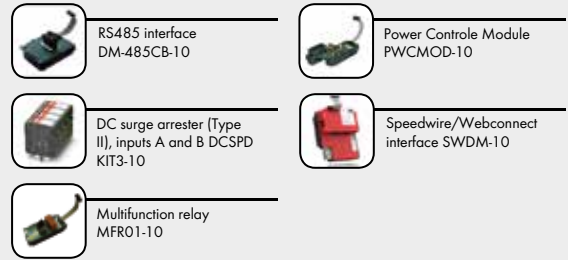 RS485 interface
DM-485CB-10
Power Controle Module
PWCMOD-10
DC surge arrester (Type
II), inputs A and B DCSPD
KIT3-10
Speedwire/Webconnect
interface SWDM-10
Multifunction relay
MFR01-10